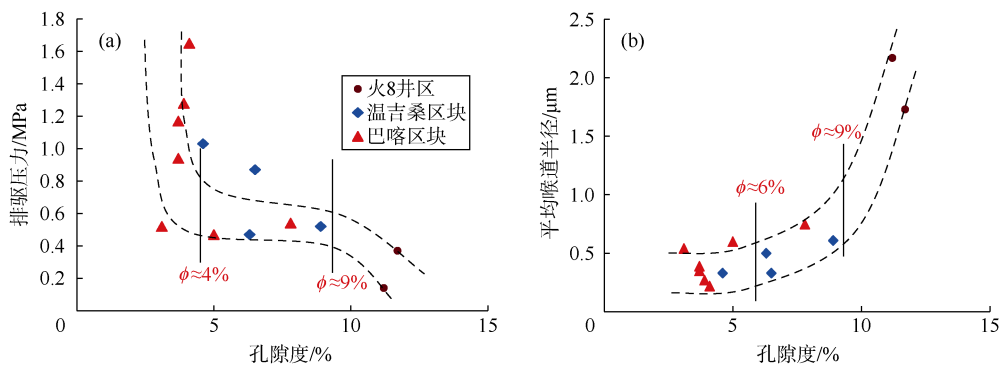 (a)
1.8
1.6
1.4
1.2
1.0
0.8
0.6
0.4
0.2
0
5
10
15
排驱压力/MPa
孔隙度/%
火8井区
温吉桑区块
巴喀区块
ϕ≈4%
ϕ≈9%
(b)
2.5
2.0
1.5
1.0
0.5
0
5
10
15
平均喉道半径/μm
孔隙度/%
ϕ≈6%
ϕ≈9%